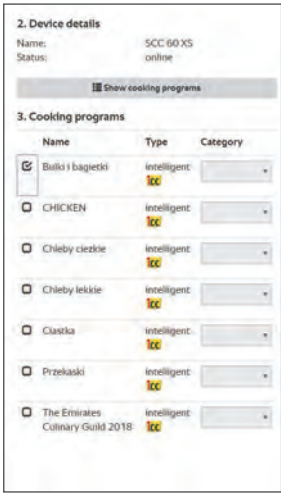 2. Device details
Name: SCC 60 XS
Status: online
Show cooking programs
3. Cooking programs
Name Type Category
Bulki i bagietki intelligent
icc
CHICKEN intelligent
icc
Chleby ciezkie intelligent
icc
Chleby lekkie intelligent
icc
Ciastka intelligent
icc
Przekaski intelligent
icc
The Emirates intelligent
Culinary Guild 2018 icc